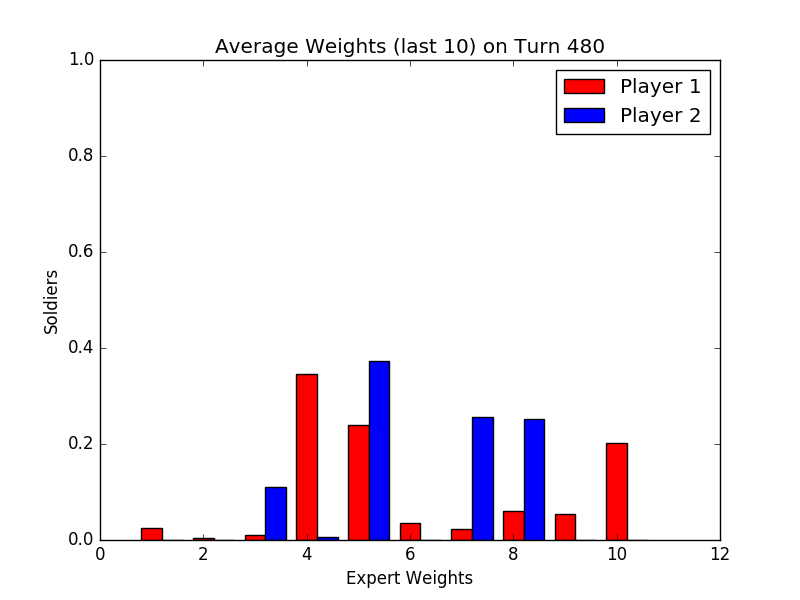 Average Weights (last 10) on Turn 480
Player 1
Player 2
1.0
0.8
0.6
0.4
0.2
0.0
Soldiers
0 2 4 6 8 10 12
Expert Weights